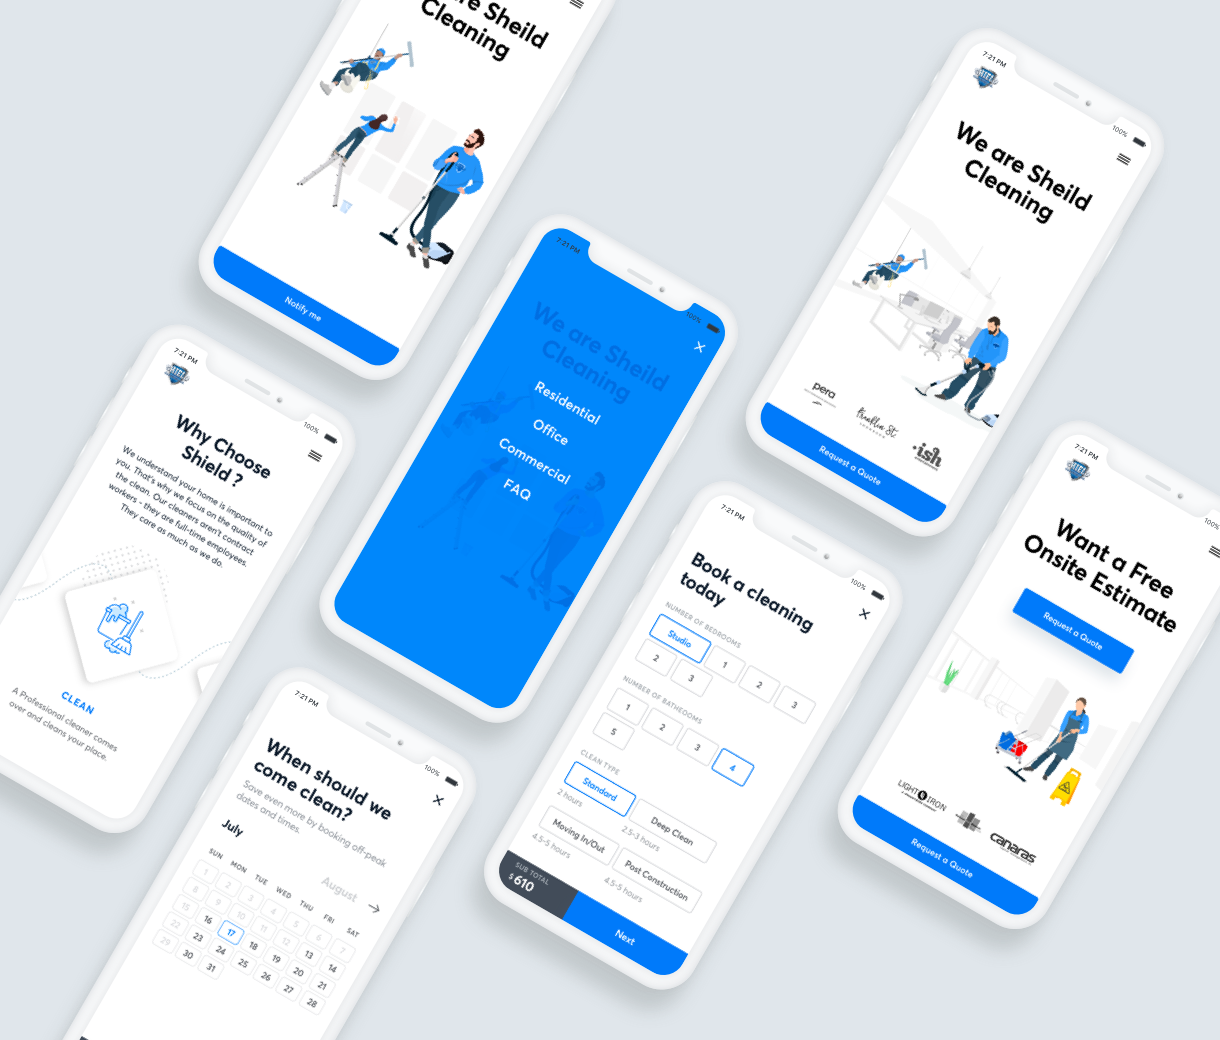 re Sheild
Cleaning
Notify me
7:21 PM
100%
We are Sheild
Cleaning
pera
Franklin St.
ish
Request a Quote
7:21 PM
100%
We are Sheild
Cleaning
Residential
Office
Commercial
FAQ
7:21 PM
100%
Why Choose
Shield ?
We understand your home is important to
you. That's why we focus on the quality of
the clean. Our cleaners aren't contract
workers - they are full-time employees.
They care as much as we do.
CLEAN
A Professional cleaner comes
over and cleans your place.
7:21 PM
100%
Want a Free
Onsite Estimate
Request a Quote
LIGHT IRON
canaras
Request a Quote
7:21 PM
100%
Book a cleaning
today
NUMBER OF BEDROOMS
Studio 1 2 3
2 3
NUMBER OF BATHEOOMS
1 2 3 4
5
CLEAN TYPE
Standard Deep Clean
2 hours 2.5-3 hours
Moving In/Out Post Construction
4.5-5 hours 4.5-5 hours
SUB TOTAL
$610
Next
7:21 PM
100%
When should we
come clean?
Save even more by booking off-peak
dates and times.
July August
SUN MON TUE WED THU FRI SAT
1 2 3 4 5 6 7
8 9 10 11 12 13 14
15 16 17 18 19 20 21
22 23 24 25 26 27 28
29 30 31